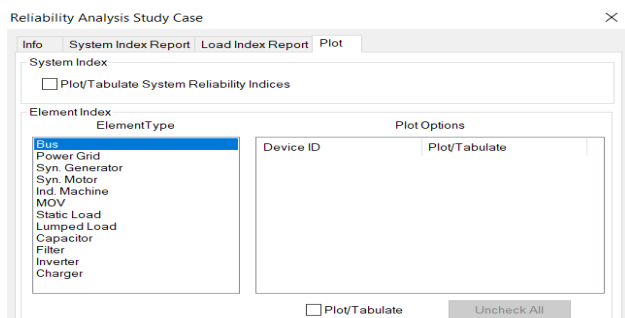 Reliability Analysis Study Case
Info System Index Report Load Index Report Plot
System Index
Plot/Tabulate System Reliability Indices
Element Index
ElementType Plot Options
Bus
Power Grid
Syn. Generator
Syn. Motor
Ind. Machine
MOV
Static Load
Lumped Load
Capacitor
Filter
Inverter
Charger
Device ID Plot/Tabulate
Plot/Tabulate Uncheck All